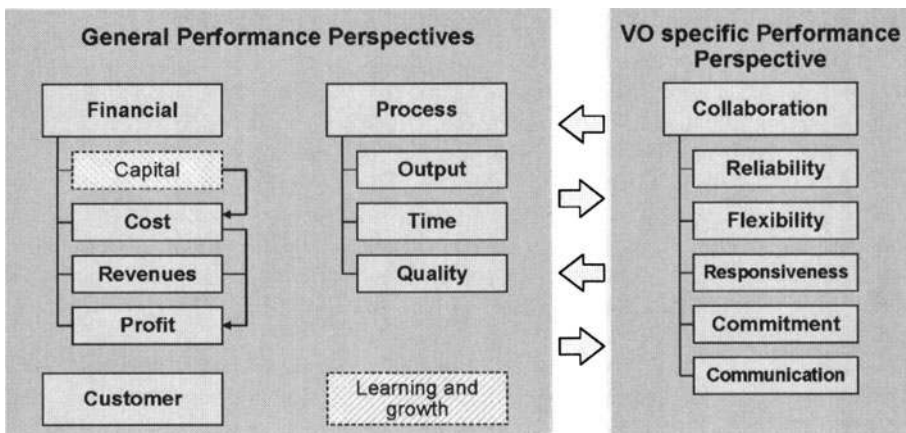 General Performance Perspectives
Financial
Capital
Cost
Revenues
Profit
Customer
Process
Output
Time
Quality
Learning and
growth
VO specific Performance
Perspective
Collaboration
Reliability
Flexibility
Responsiveness
Commitment
Communication